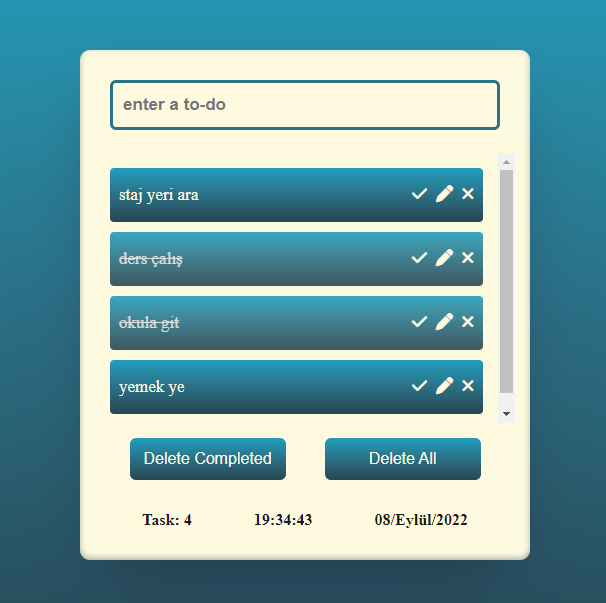 enter a to-do
staj yeri ara
ders çalış
okula git
yemek ye
Delete Completed Delete All
Task: 4 19:34:43 08/Eylül/2022